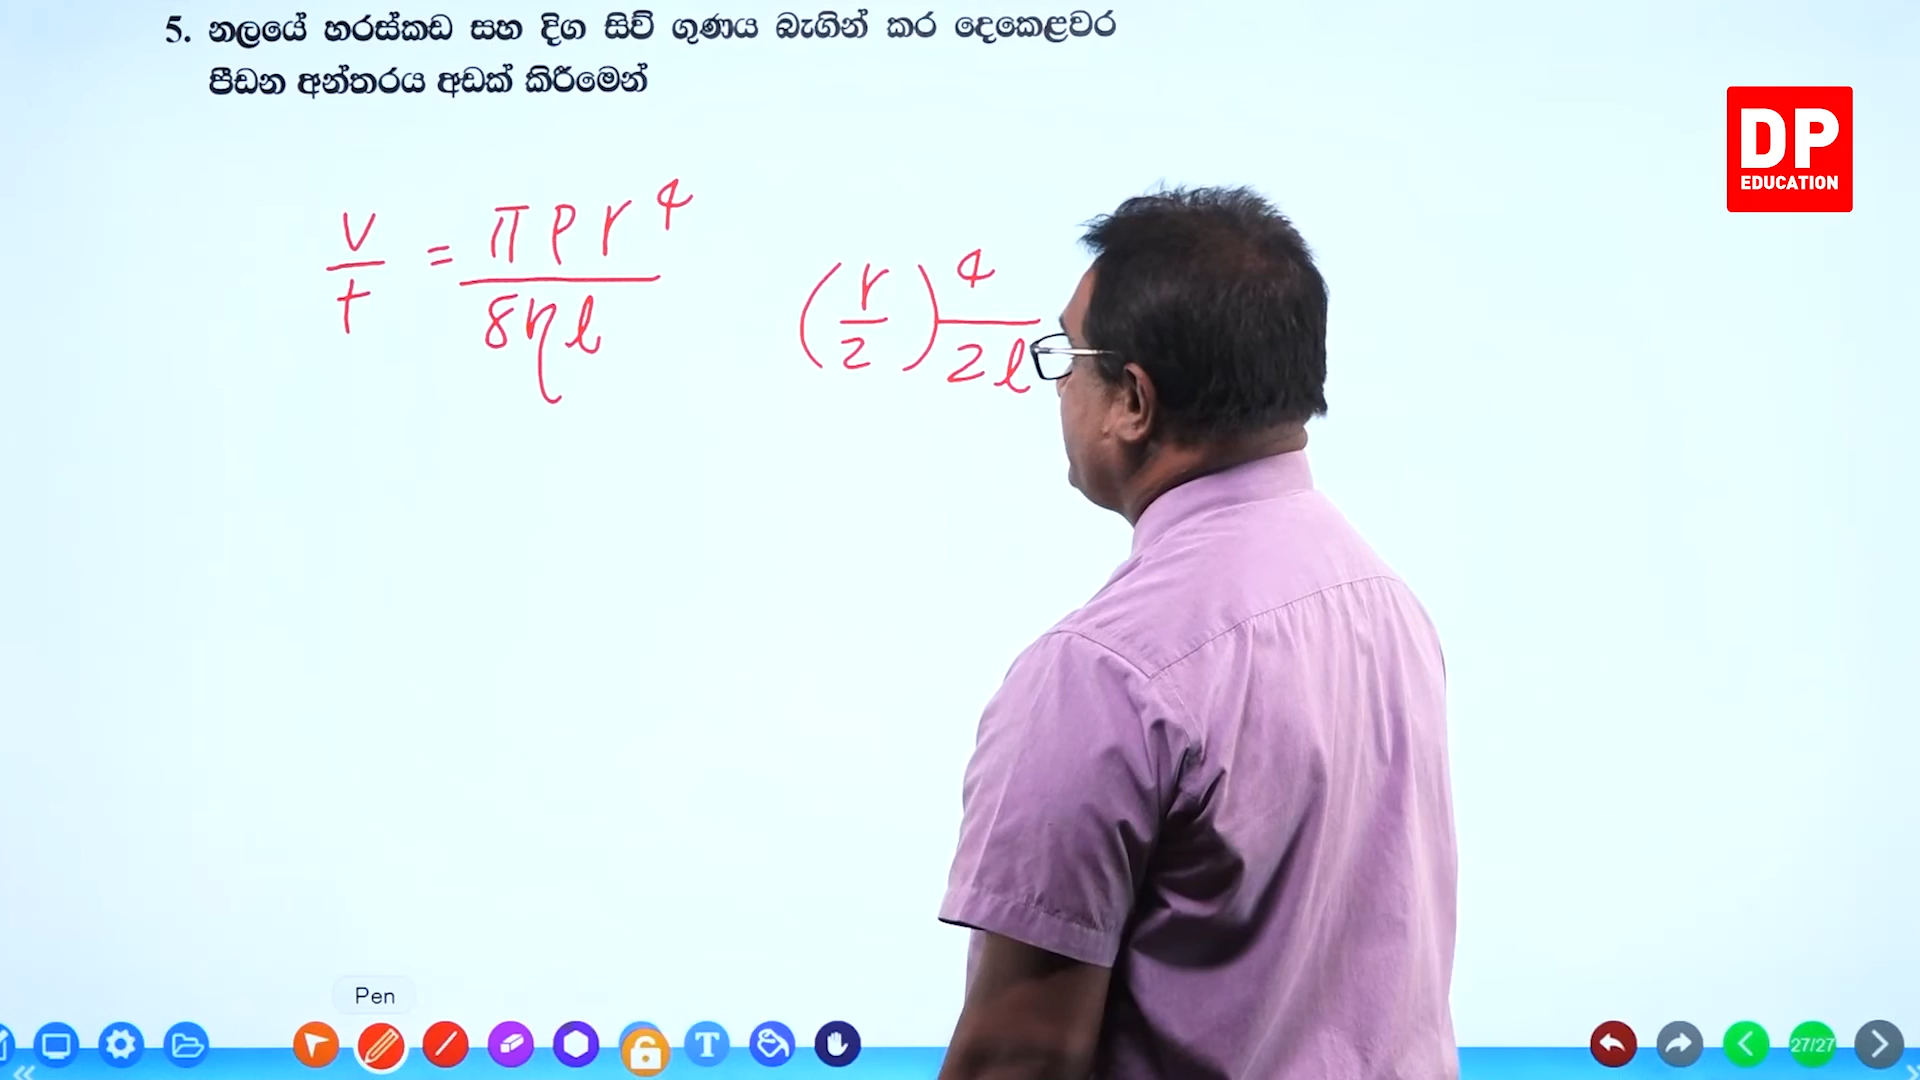 5. නලයේ හරස්කඩ සහ දිග සිව් ගුණය බැගින් කර දෙකෙළවර
පීඩන අන්තරය අඩක් කිරීමෙන්
DP
EDUCATION
V/t = πPr⁴/8ηl
(r/2)⁴/2l
Pen
T
27/27